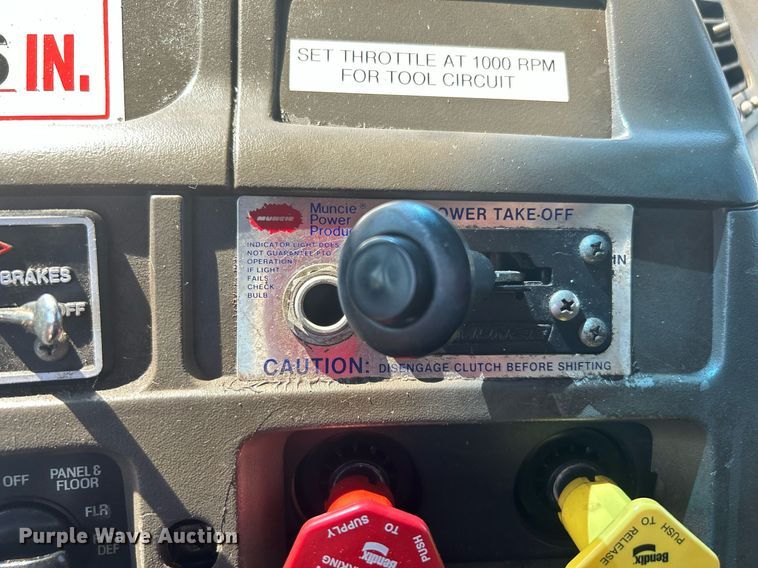 IN.
SET THROTTLE AT 1000 RPM
FOR TOOL CIRCUIT
MUNCIE
Muncie®
Power
OWER TAKE-OFF
INDICATOR LIGHT DOES
NOT GUARANTEE PTO
OPERATION
IF LIGHT
FAILS
CHECK
BULB
CAUTION: DISENGAGE CLUTCH BEFORE SHIFTING
BRAKES
OFF
PANEL &
FLOOR
FLR
DEF
PUSH TO SUPPLY
Bendix
PUSH TO RELEASE
Bendix
Purple Wave Auction